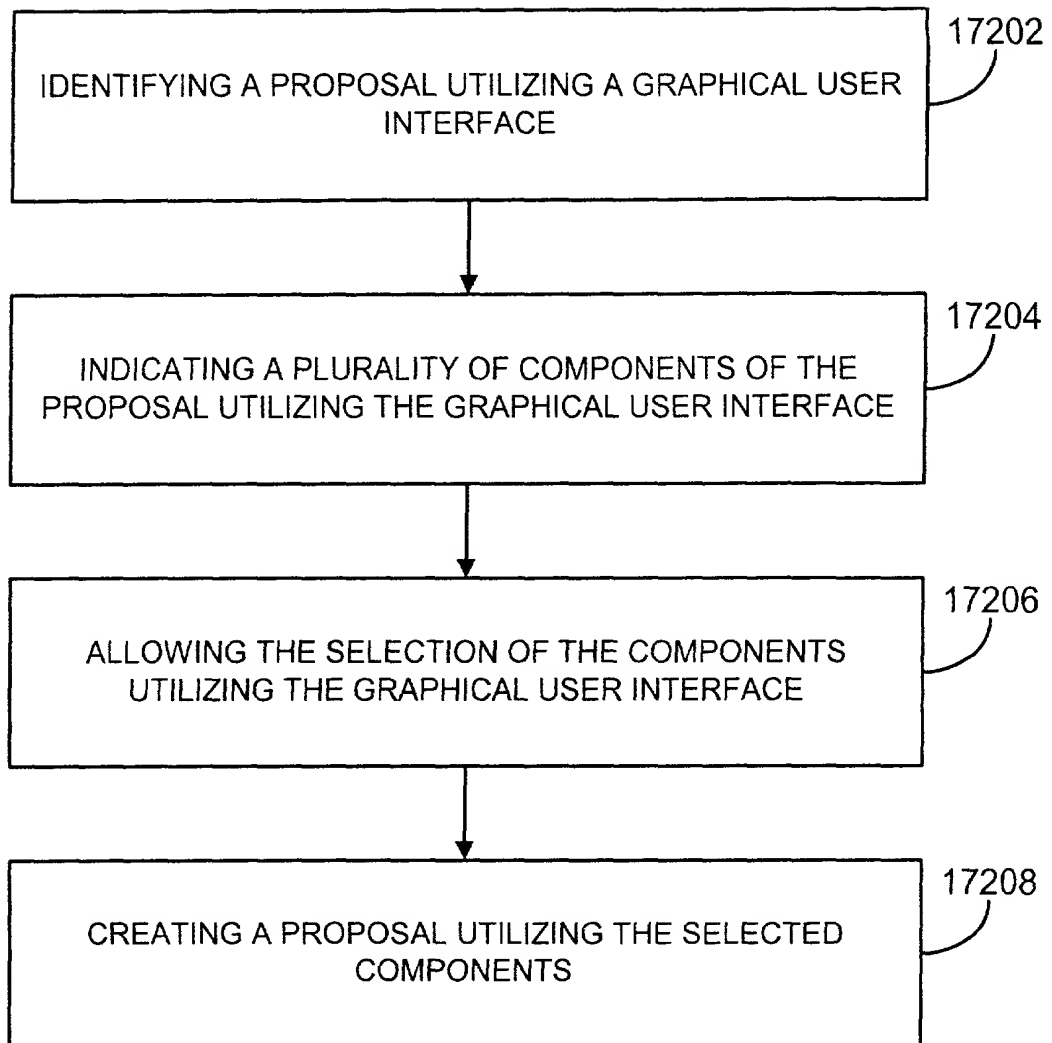 17202
IDENTIFYING A PROPOSAL UTILIZING A GRAPHICAL USER
INTERFACE
17204
INDICATING A PLURALITY OF COMPONENTS OF THE
PROPOSAL UTILIZING THE GRAPHICAL USER INTERFACE
17206
ALLOWING THE SELECTION OF THE COMPONENTS
UTILIZING THE GRAPHICAL USER INTERFACE
17208
CREATING A PROPOSAL UTILIZING THE SELECTED
COMPONENTS